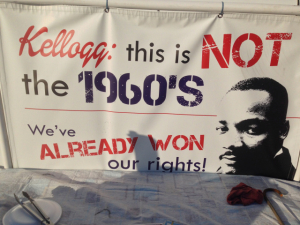 Kellogg: this is NOT
the 1960'S
We've
ALREADY WON
our rights!